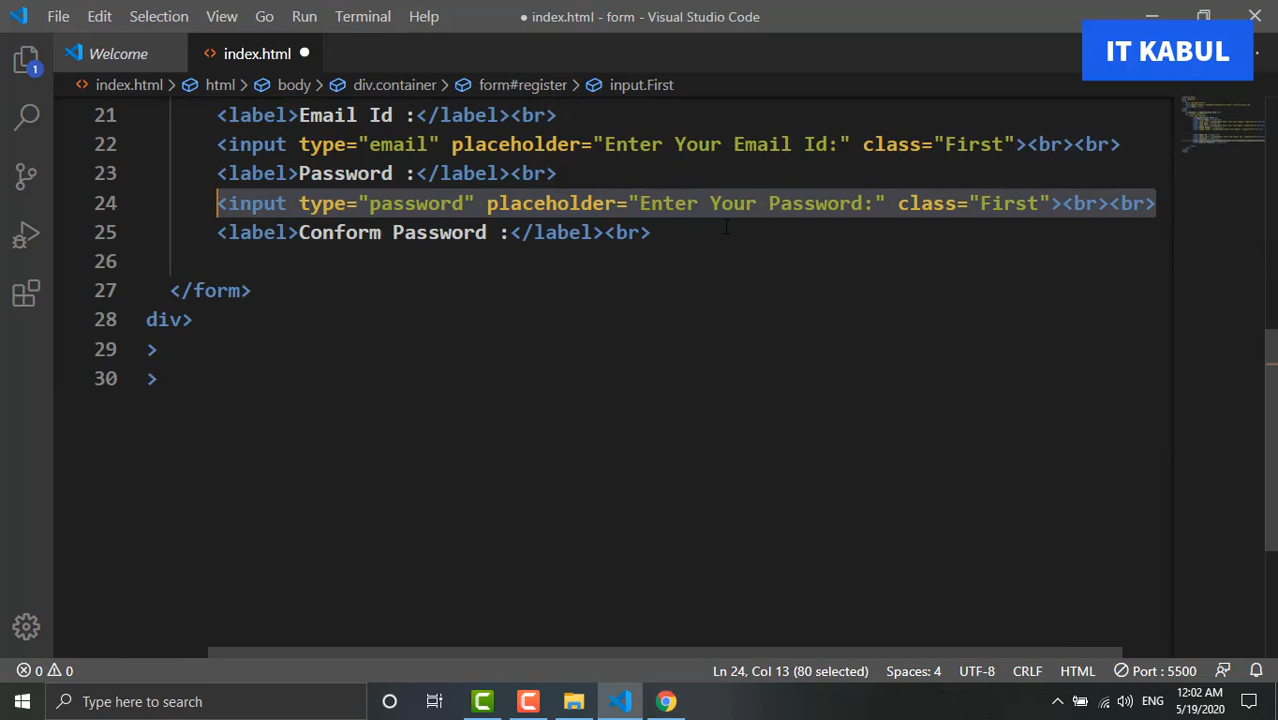 File Edit Selection View Go Run Terminal Help ● index.html - form - Visual Studio Code
IT KABUL
Welcome index.html ●
index.html > html > body > div.container > form#register > input.First
21 <label>Email Id :</label><br>
22 <input type="email" placeholder="Enter Your Email Id:" class="First"><br><br>
23 <label>Password :</label><br>
24 <input type="password" placeholder="Enter Your Password:" class="First"><br><br>
25 <label>Conform Password :</label><br>
26
27 </form>
28 div>
29 >
30 >
1
0 0 Ln 24, Col 13 (80 selected) Spaces: 4 UTF-8 CRLF HTML Port : 5500
Type here to search
ENG 12:02 AM
5/19/2020